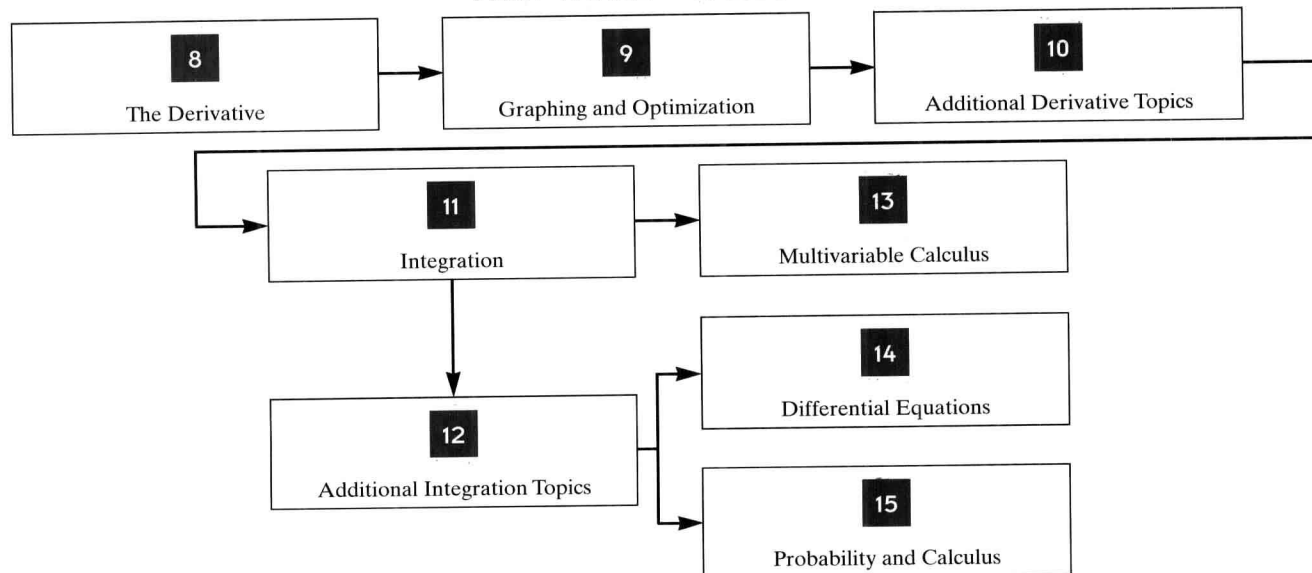 8
The Derivative
9
Graphing and Optimization
10
Additional Derivative Topics
11
Integration
13
Multivariable Calculus
12
Additional Integration Topics
14
Differential Equations
15
Probability and Calculus